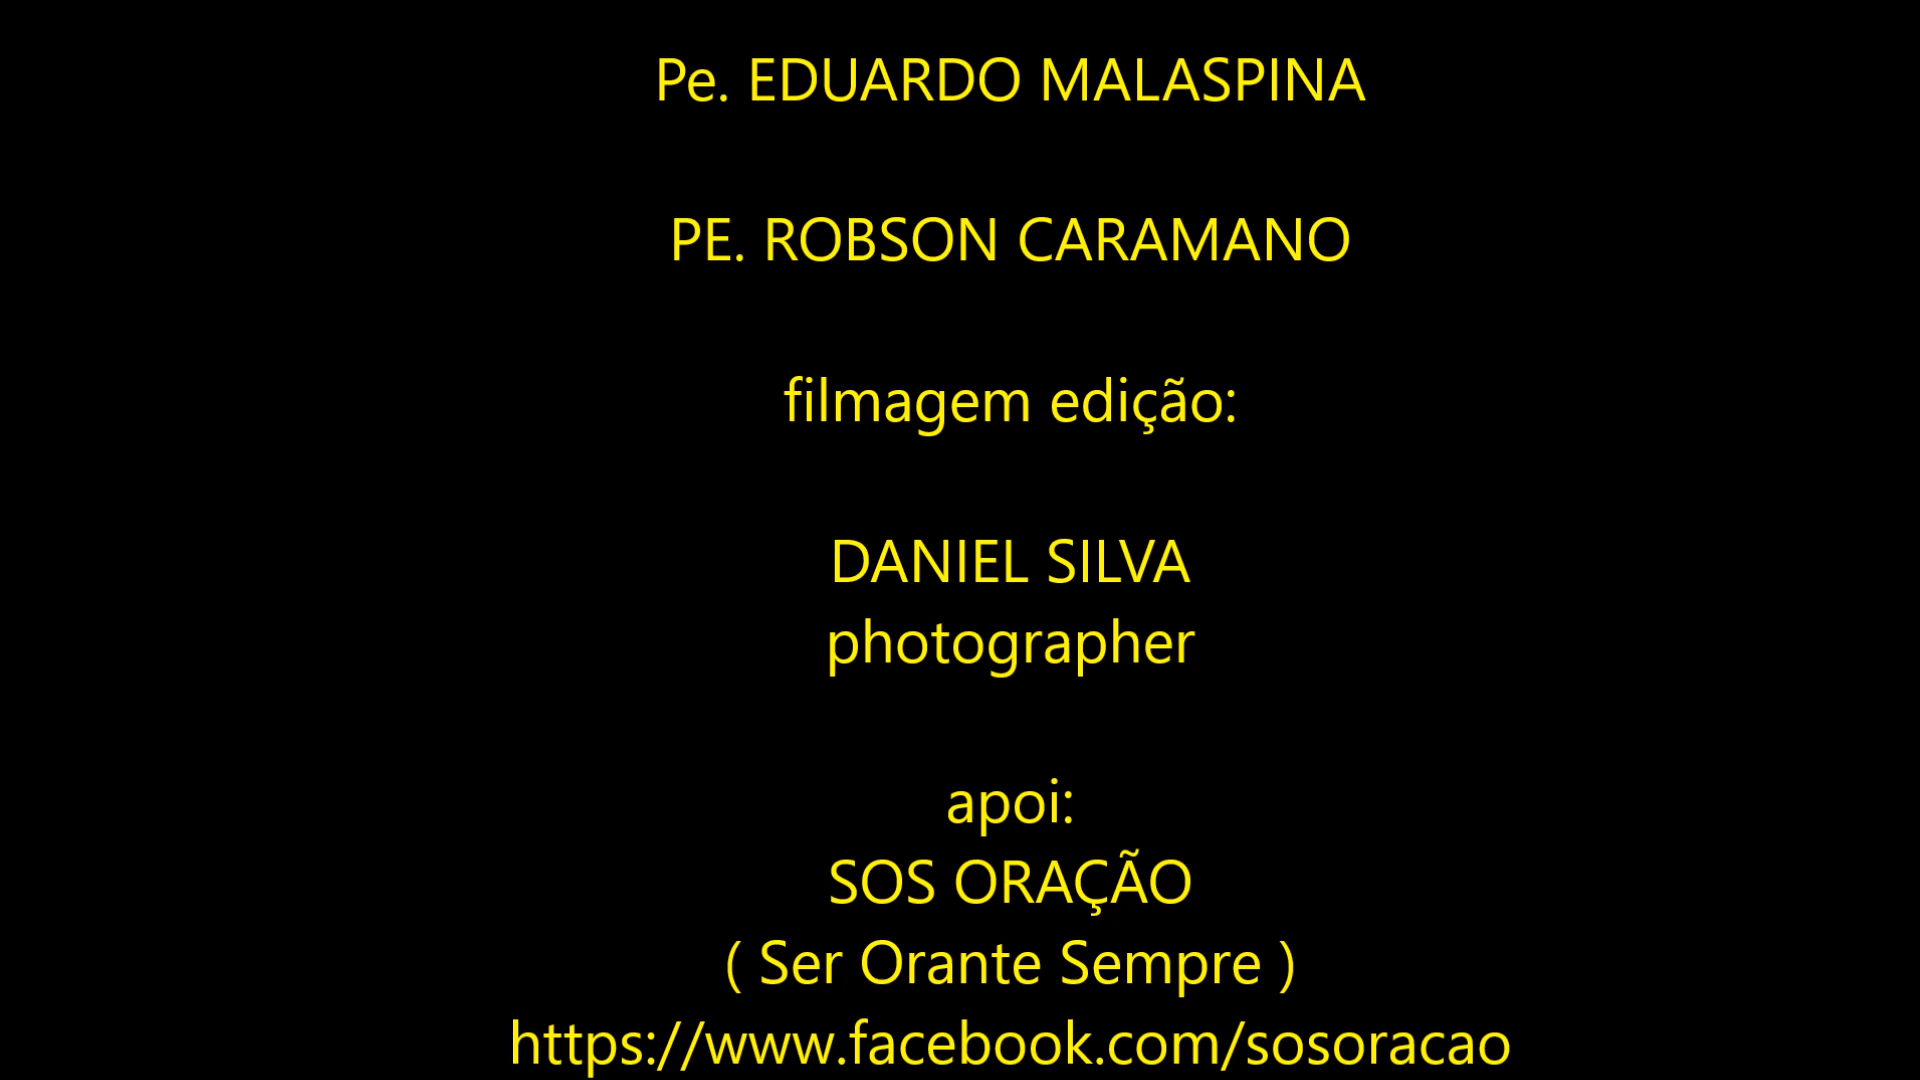 Pe. EDUARDO MALASPINA
PE. ROBSON CARAMANO
filmagem edição:
DANIEL SILVA
photographer
apoi:
SOS ORAÇÃO
( Ser Orante Sempre )
https://www.facebook.com/sosoracao